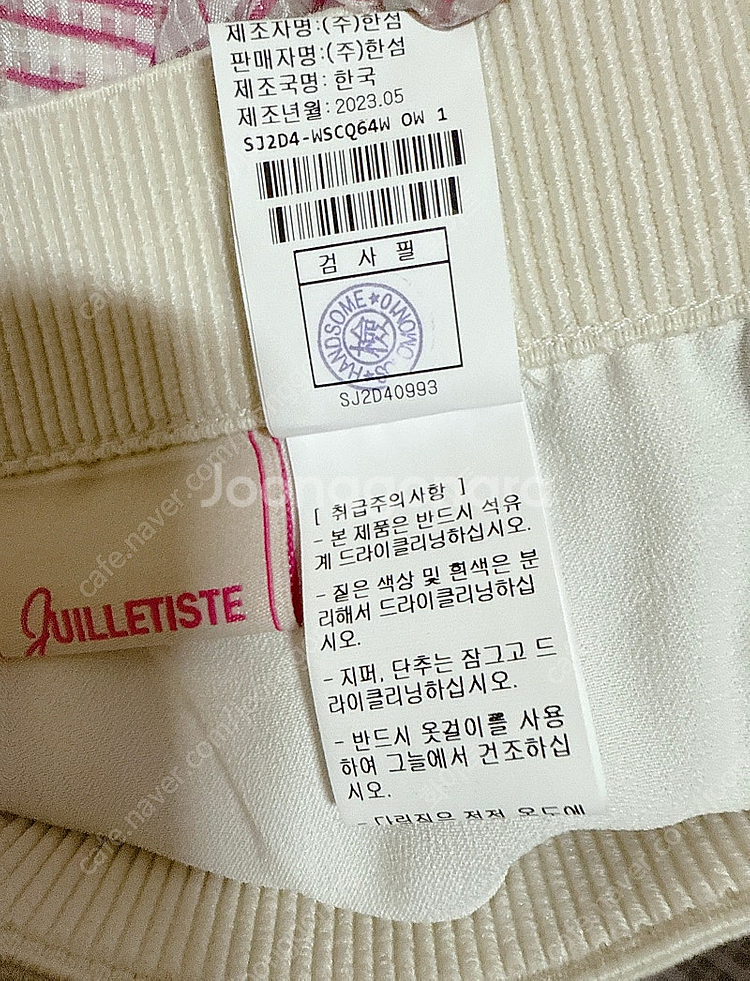 제조자명:(주)한섬
판매자명:(주)한섬
제조국명: 한국
제조년월: 2023.05
SJ2D4-WSCQ64W OW 1
검 사 필
HANDSOME
檢
SJ2D40993
[ 취급주의사항 ]
- 본 제품은 반드시 석유
계 드라이클리닝하십시오.
- 짙은 색상 및 흰색은 분
리해서 드라이클리닝하십
시오.
- 지퍼, 단추는 잠그고 드
라이클리닝하십시오.
- 반드시 옷걸이를 사용
하여 그늘에서 건조하십
시오.
JUILLETISTE
cafe.naver.com